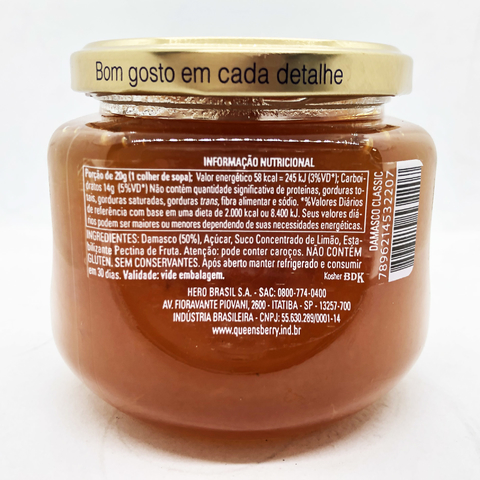 Bom gosto em cada detalhe
INFORMAÇÃO NUTRICIONAL
Porção de 20g (1 colher de sopa); Valor energético 58 kcal = 245 kJ (3%VD*); Carboi-
dratos 14g (5%VD*) Não contém quantidade significativa de proteínas, gorduras to-
tais, gorduras saturadas, gorduras trans, fibra alimentar e sódio. *%Valores Diários
de referência com base em uma dieta de 2.000 kcal ou 8.400 kJ. Seus valores diá-
rios podem ser maiores ou menores dependendo de suas necessidades energéticas.
INGREDIENTES: Damasco (50%), Açúcar, Suco Concentrado de Limão, Esta-
bilizante Pectina de Fruta. Atenção: pode conter caroços. NÃO CONTÉM
GLÚTEN, SEM CONSERVANTES. Após aberto manter refrigerado e consumir
em 30 dias. Validade: vide embalagem.
Kosher BDK
HERO BRASIL S.A. - SAC: 0800-774-0400
AV. FIORAVANTE PIOVANI, 2600 - ITATIBA - SP - 13257-700
INDÚSTRIA BRASILEIRA - CNPJ: 55.630.289/0001-14
www.queensberry.ind.br
DAMASCO CLASSIC
7896214532207